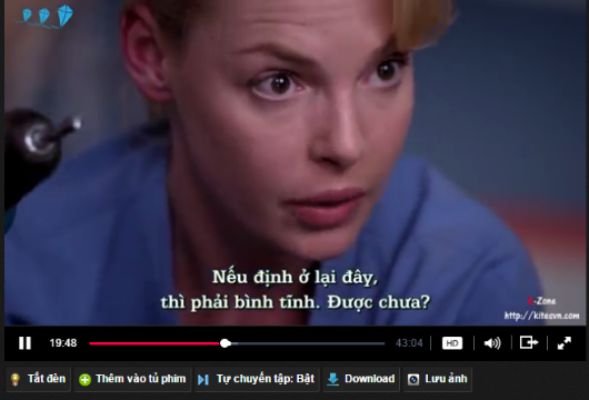 Nếu định ở lại đây,
thì phải bình tĩnh. Được chưa?
K-Zone
http://kitesvn.com
19:48
43:04
HD
Tắt đèn
Thêm vào tủ phim
Tự chuyển tập: Bật
Download
Lưu ảnh